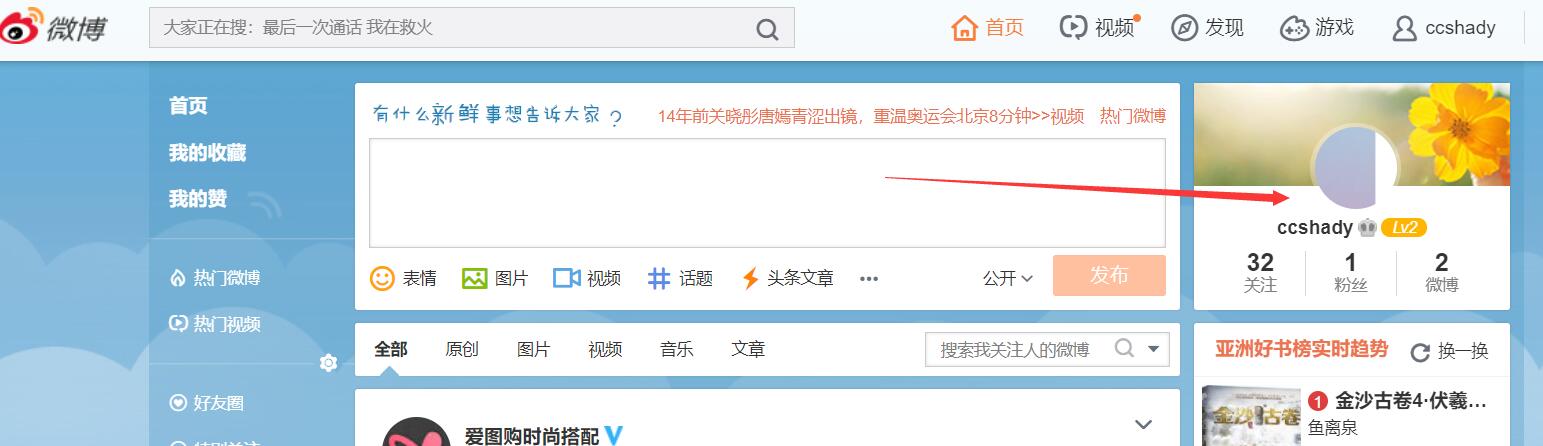 微博
大家正在搜：最后一次通话 我在救火
首页
视频
发现
游戏
ccshady
首页
我的收藏
我的赞
热门微博
热门视频
好友圈
特别关注
有什么新鲜事想告诉大家？
14年前关晓彤唐嫣青涩出镜，重温奥运会北京8分钟>>视频 热门微博
表情
图片
视频
话题
头条文章
公开
发布
全部
原创
图片
视频
音乐
文章
搜索我关注人的微博
爱图购时尚搭配 V
ccshady Lv2
32 1 2
关注 粉丝 微博
亚洲好书榜实时趋势 换一换
金沙古卷
1 金沙古卷4·伏羲…
鱼离泉